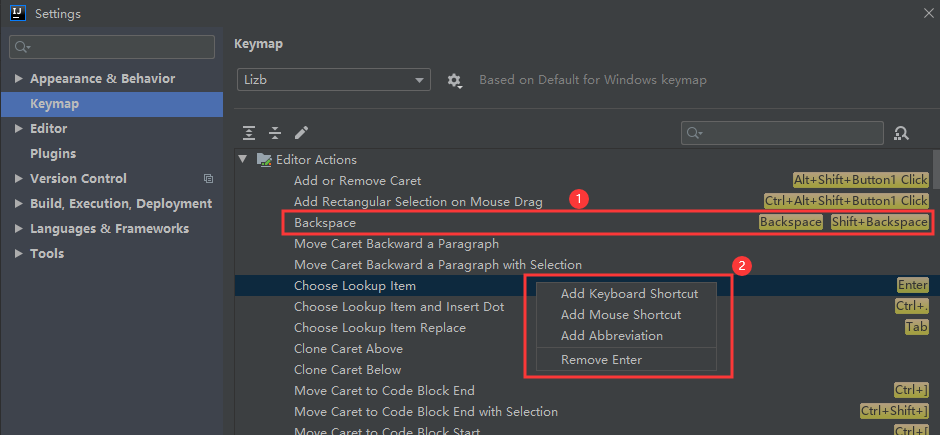 Settings
Keymap
Lizb
Based on Default for Windows keymap
Appearance & Behavior
Keymap
Editor
Plugins
Version Control
Build, Execution, Deployment
Languages & Frameworks
Tools
Editor Actions
Add or Remove Caret Alt+Shift+Button1 Click
Add Rectangular Selection on Mouse Drag Ctrl+Alt+Shift+Button1 Click
1
Backspace Backspace Shift+Backspace
Move Caret Backward a Paragraph
Move Caret Backward a Paragraph with Selection
2
Choose Lookup Item Enter
Choose Lookup Item and Insert Dot Ctrl+.
Choose Lookup Item Replace Tab
Clone Caret Above
Clone Caret Below
Move Caret to Code Block End Ctrl+]
Move Caret to Code Block End with Selection Ctrl+Shift+]
Move Caret to Code Block Start Ctrl+[
Add Keyboard Shortcut
Add Mouse Shortcut
Add Abbreviation
Remove Enter